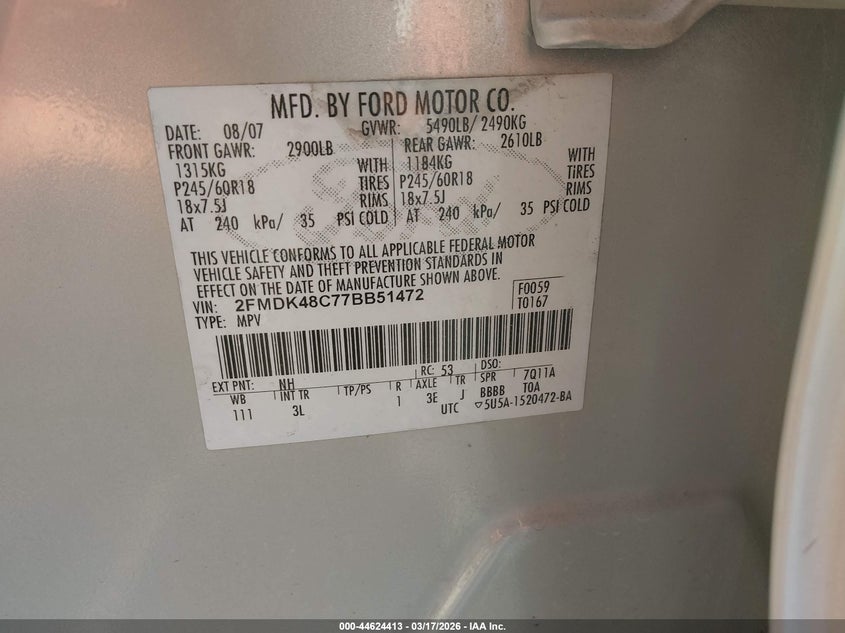 MFD. BY FORD MOTOR CO.
DATE: 08/07 GVWR: 5490LB/ 2490KG
FRONT GAWR: 2900LB REAR GAWR: 2610LB
1315KG WITH 1184KG WITH
P245/60R18 TIRES P245/60R18 TIRES
18x7.5J RIMS 18x7.5J RIMS
AT 240 kPa/ 35 PSI COLD AT 240 kPa/ 35 PSI COLD
THIS VEHICLE CONFORMS TO ALL APPLICABLE FEDERAL MOTOR
VEHICLE SAFETY AND THEFT PREVENTION STANDARDS IN
EFFECT ON THE DATE OF MANUFACTURE SHOWN ABOVE.
VIN: 2FMDK48C77BB51472 F0059
TYPE: MPV T0167
EXT PNT: NH RC: 53 DSO:
WB INT TR TP/PS R AXLE TR SPR 7Q11A
111 3L 1 3E J BBBB T0A
UTC ▽5U5A-1520472-BA
000-44624413 - 03/17/2026 - IAA Inc.